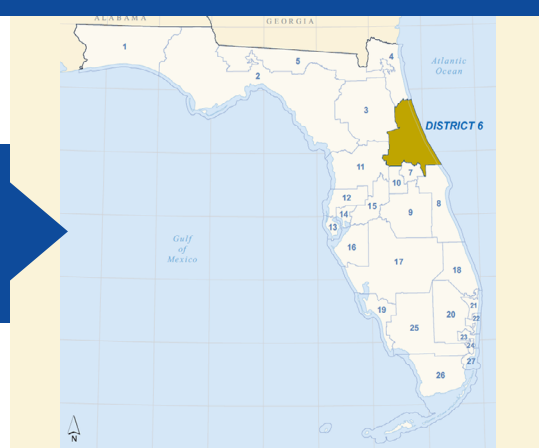 ALABAMA
GEORGIA
1
2
5
4
Atlantic
Ocean
3
DISTRICT 6
11
7
10
12
15
14
13
9
8
Gulf
of
Mexico
16
17
18
19
20
21
22
25
23
24
27
26
N